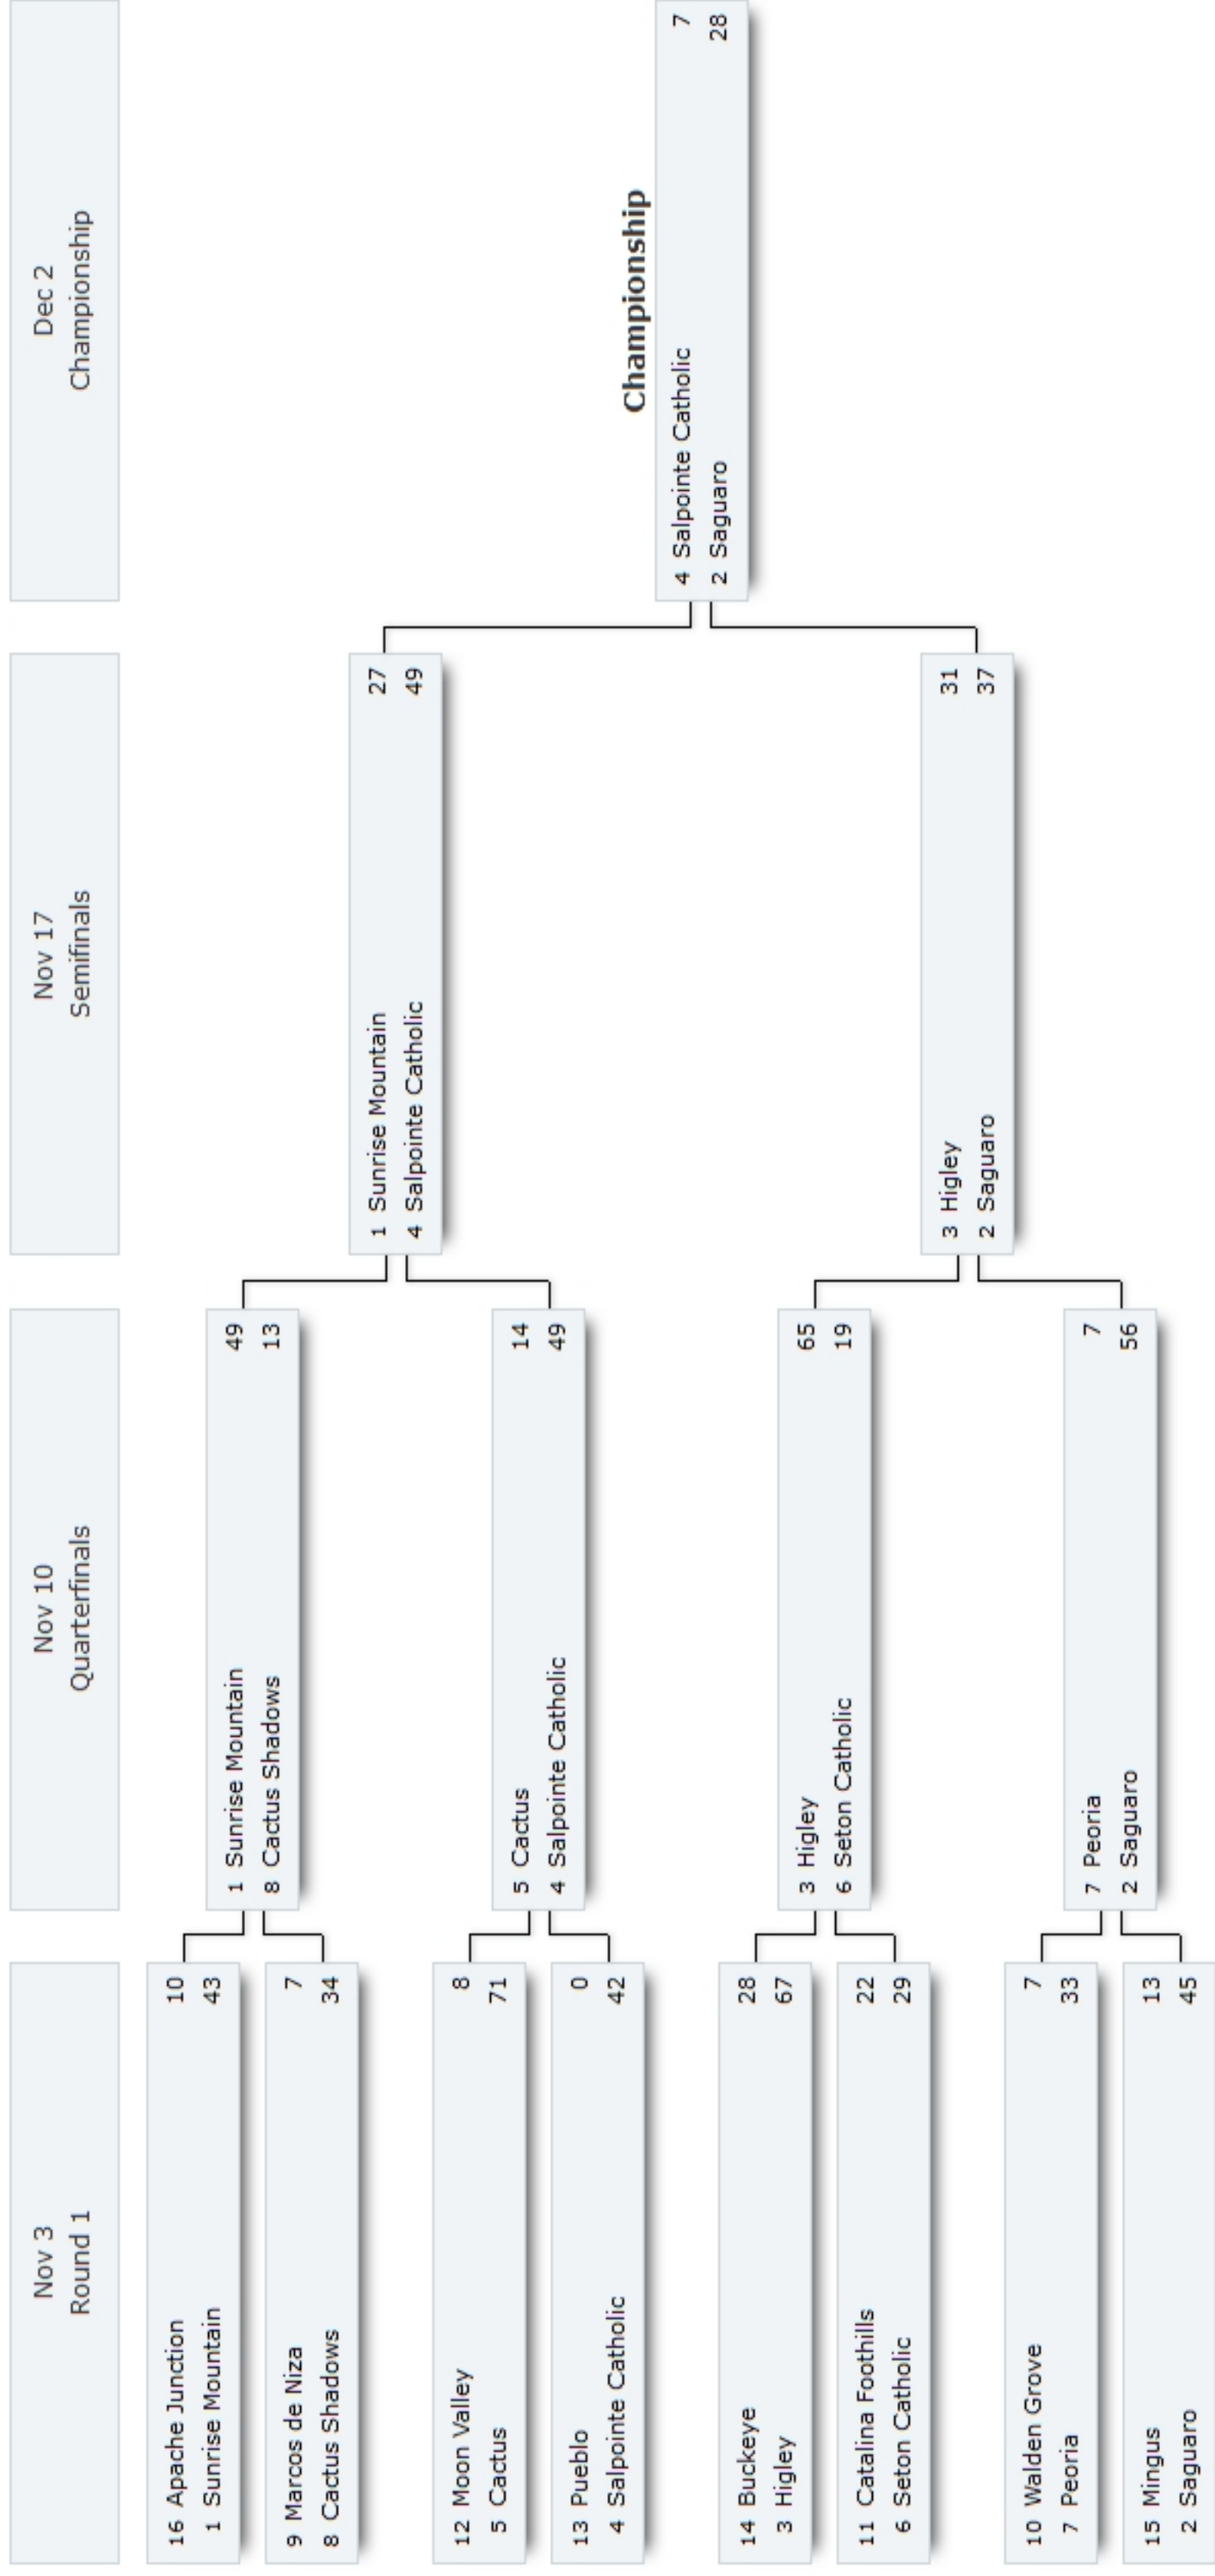 Nov 3
Round 1
Nov 10
Quarterfinals
Nov 17
Semifinals
Dec 2
Championship
16 Apache Junction 10
1 Sunrise Mountain 43
9 Marcos de Niza 7
8 Cactus Shadows 34
12 Moon Valley 8
5 Cactus 71
13 Pueblo 0
4 Salpointe Catholic 42
14 Buckeye 28
3 Higley 67
11 Catalina Foothills 22
6 Seton Catholic 29
10 Walden Grove 7
7 Peoria 33
15 Mingus 13
2 Saguaro 45
1 Sunrise Mountain 49
8 Cactus Shadows 13
5 Cactus 14
4 Salpointe Catholic 49
3 Higley 65
6 Seton Catholic 19
7 Peoria 7
2 Saguaro 56
1 Sunrise Mountain 27
4 Salpointe Catholic 49
3 Higley 31
2 Saguaro 37
Championship
4 Salpointe Catholic 7
2 Saguaro 28